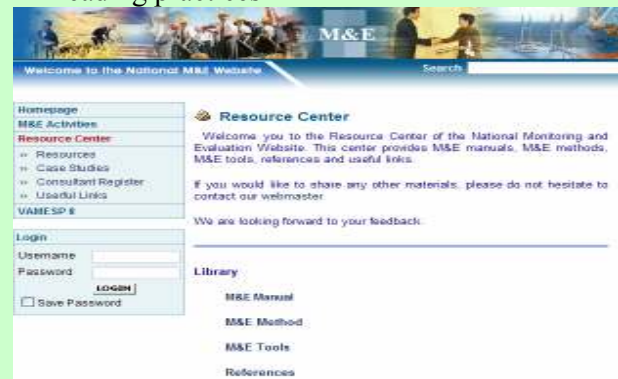 leading practices
M&E
Welcome to the National M&E Website
Search
Homepage
M&E Activities
Resource Center
Resources
Case Studies
Consultant Register
Useful Links
VAMESP II
Login
Username
Password
LOGIN
Save Password
Resource Center
Welcome you to the Resource Center of the National Monitoring and
Evaluation Website. This center provides M&E manuals, M&E methods,
M&E tools, references and useful links.
If you would like to share any other materials, please do not hesitate to
contact our webmaster
We are looking forward to your feedback
Library
M&E Manual
M&E Method
M&E Tools
References